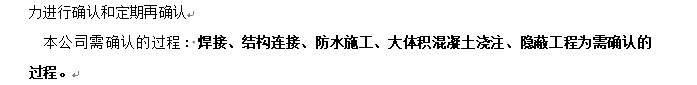 力进行确认和定期再确认
本公司需确认的过程：焊接、结构连接、防水施工、大体积混凝土浇注、隐蔽工程为需确认的
过程。